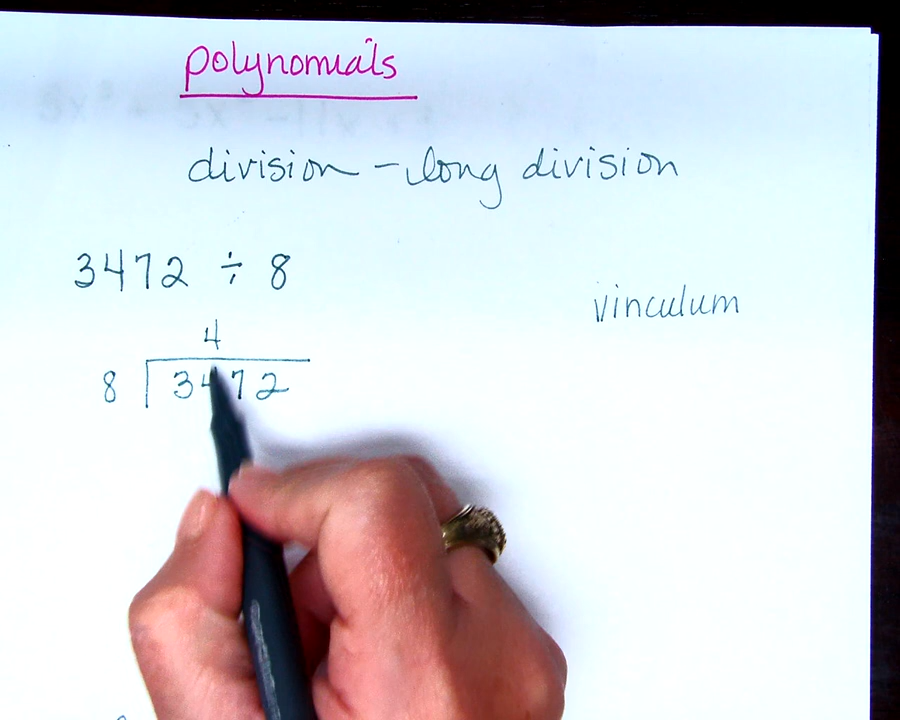 polynomials
division - long division
3472 ÷ 8
vinculum
4
8 3472